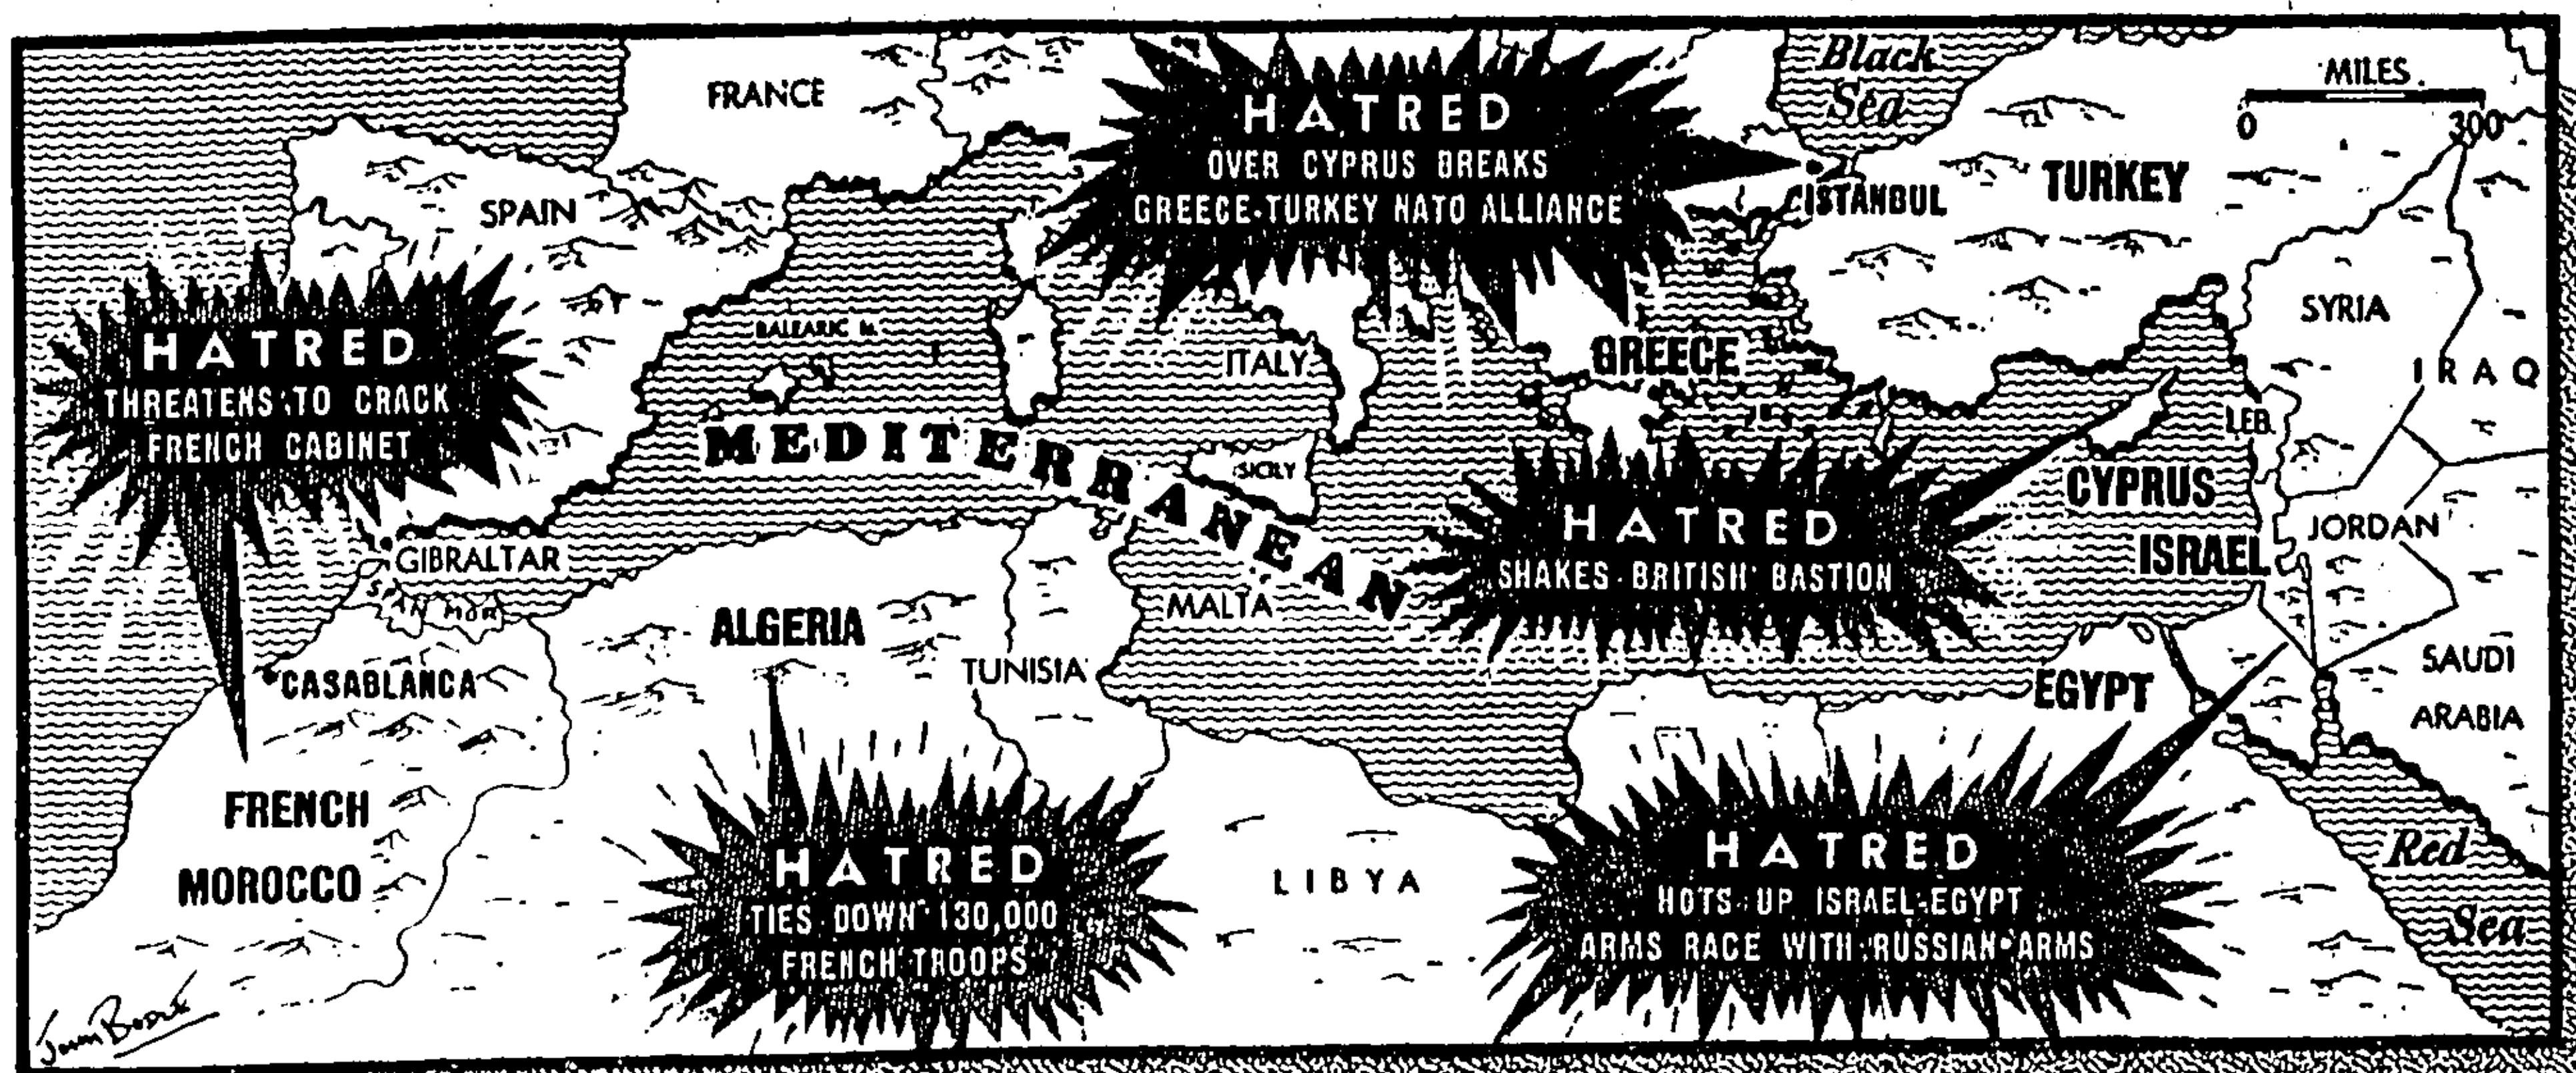 Black
Sea
MILES
0 300
FRANCE
HATRED
OVER CYPRUS BREAKS
GREECE-TURKEY NATO ALLIANCE
ISTANBUL
TURKEY
SPAIN
SYRIA
IRAQ
HATRED
THREATENS TO CRACK
FRENCH CABINET
BALEARIC Is.
ITALY
GREECE
LEB.
MEDITERRANEAN
SICILY
CYPRUS
HATRED
SHAKES BRITISH BASTION
JORDAN
ISRAEL
GIBRALTAR
SPAN MOR
MALTA
ALGERIA
TUNISIA
CASABLANCA
EGYPT
SAUDI
ARABIA
FRENCH
MOROCCO
HATRED
TIES DOWN 130,000
FRENCH TROOPS
LIBYA
HATRED
HOTS UP ISRAEL-EGYPT
ARMS RACE WITH RUSSIAN ARMS
Red
Sea